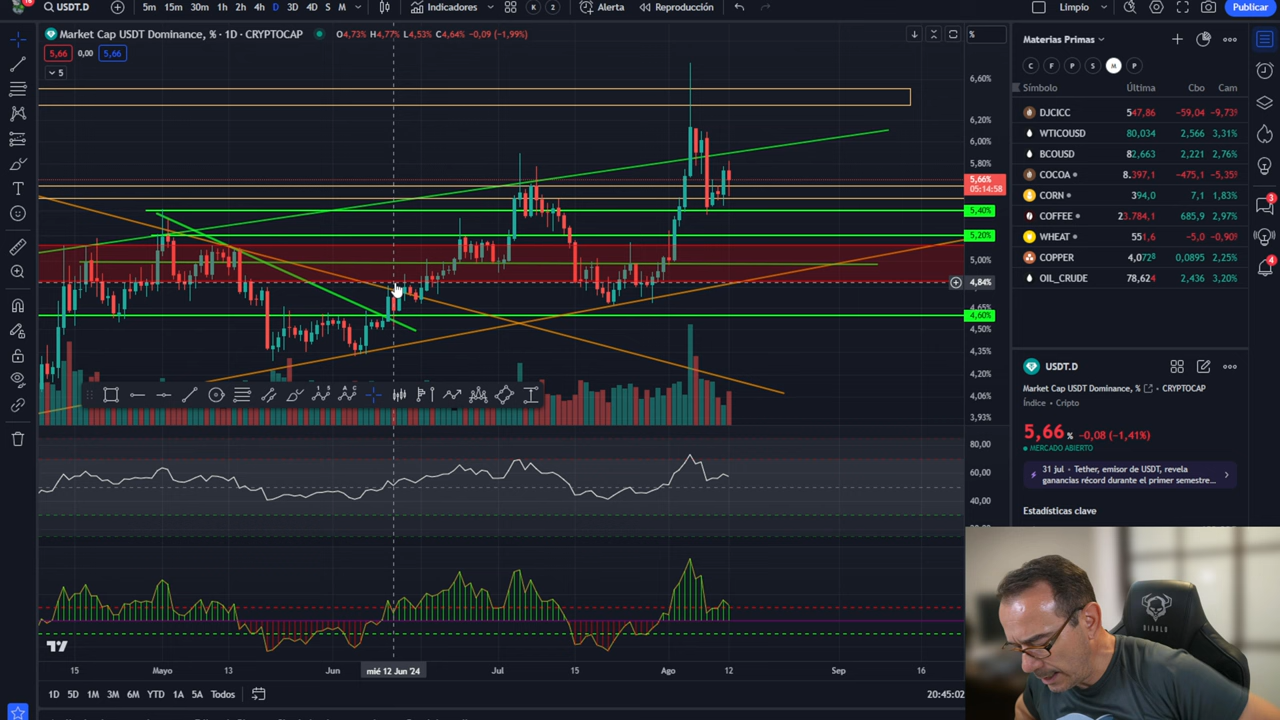 USDT.D
5m 15m 30m 1h 2h 4h D 3D 4D S M
Indicadores
K 2
Alerta
Reproducción
Limpio
Publicar
Market Cap USDT Dominance, % · 1D · CRYPTOCAP
O4,73% H4,77% L4,53% C4,64% -0,09 (-1,99%)
5,66 0,00 5,66
5
%
6,60%
6,20%
6,00%
5,80%
5,66%
05:14:58
5,40%
5,20%
5,00%
4,84%
4,65%
4,60%
4,50%
4,35%
4,20%
4,06%
3,93%
80,00
60,00
40,00
15 Mayo 13 Jun mié 12 Jun '24 Jul 15 Ago 12 Sep 16
1D 5D 1M 3M 6M YTD 1A 5A Todos
20:45:02
Materias Primas
C F P S M P
Símbolo Última Cbo Cam
DJCICC 547,86 -59,04 -9,73%
WTICOUSD 80,034 2,566 3,31%
BCOUSD 82,663 2,221 2,76%
COCOA 8.397,1 -475,1 -5,35%
CORN 394,0 7,1 1,83%
COFFEE 23.784,1 685,9 2,97%
WHEAT 551,6 -5,0 -0,90%
COPPER 4,0728 0,0895 2,25%
OIL_CRUDE 78,624 2,436 3,20%
USDT.D
Market Cap USDT Dominance, % · CRYPTOCAP
Índice · Cripto
5,66 % -0,08 (-1,41%)
MERCADO ABIERTO
31 jul · Tether, emisor de USDT, revela
ganancias récord durante el primer semestre...
Estadísticas clave
DIABLO